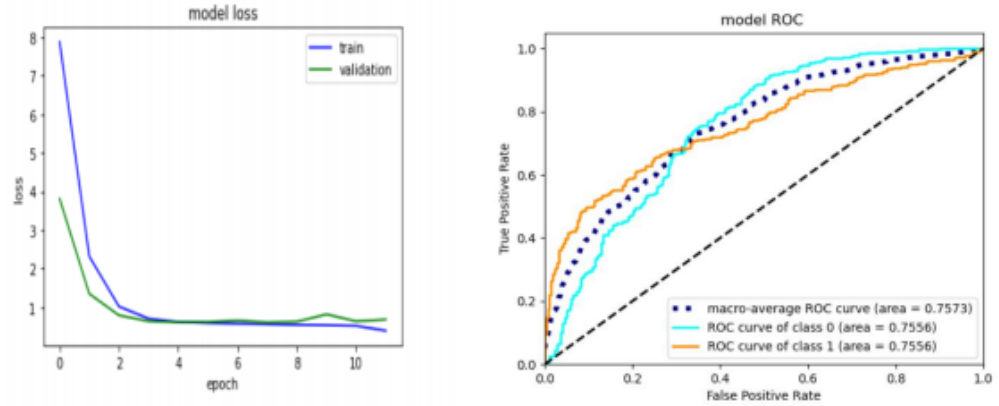 model loss
8
7
6
5
4
3
2
1
loss
0 2 4 6 8 10
epoch
train
validation
model ROC
1.0
0.8
0.6
0.4
0.2
0.0
True Positive Rate
0.0 0.2 0.4 0.6 0.8 1.0
False Positive Rate
macro-average ROC curve (area = 0.7573)
ROC curve of class 0 (area = 0.7556)
ROC curve of class 1 (area = 0.7556)